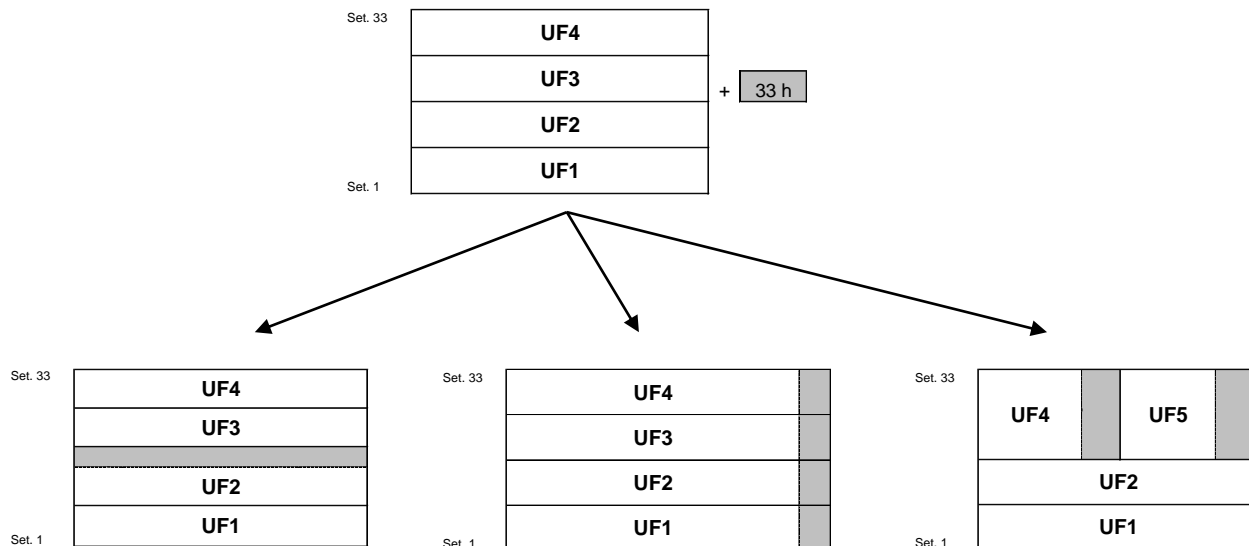 Set. 33
UF4
UF3
+ 33 h
UF2
UF1
Set. 1
Set. 33
UF4
UF3
UF2
UF1
Set. 1
Set. 33
UF4
UF3
UF2
UF1
Set. 1
Set. 33
UF4 UF5
UF2
UF1
Set. 1